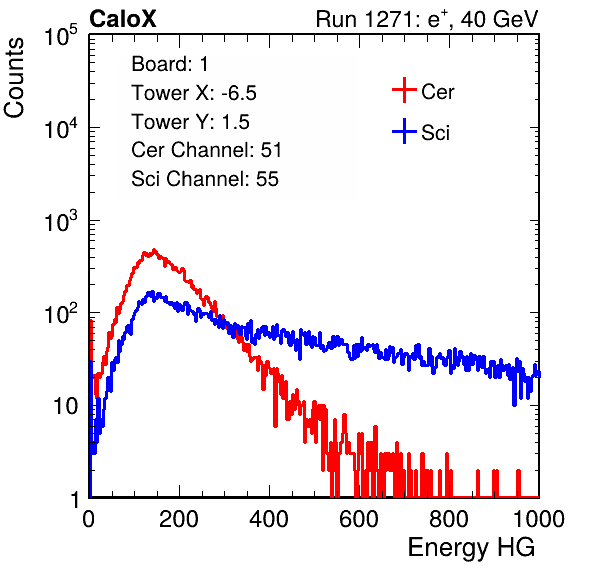 CaloX
Run 1271: e⁺, 40 GeV
Counts
10⁵
10⁴
10³
10²
10
1
Board: 1
Tower X: -6.5
Tower Y: 1.5
Cer Channel: 51
Sci Channel: 55
Cer
Sci
0 200 400 600 800 1000
Energy HG